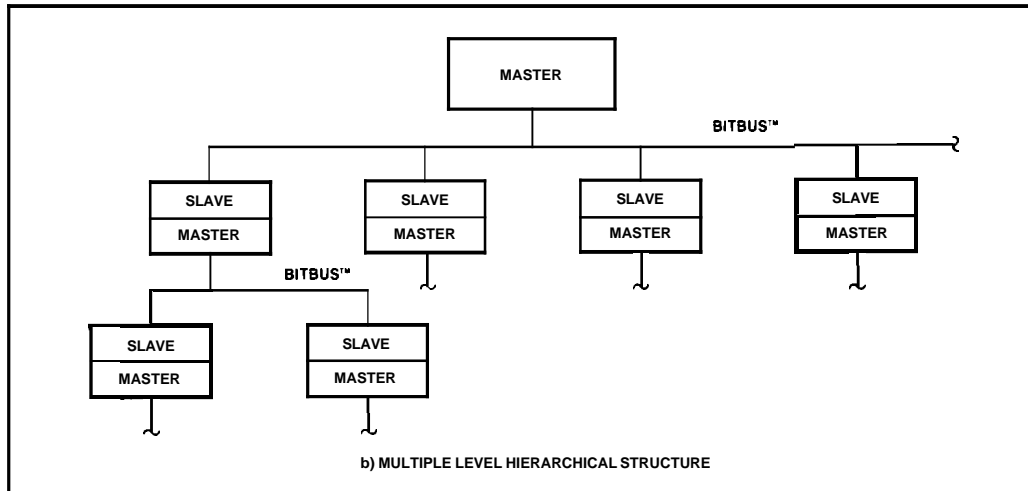 MASTER
BITBUS™
SLAVE
MASTER
SLAVE
MASTER
SLAVE
MASTER
SLAVE
MASTER
BITBUS™
SLAVE
MASTER
SLAVE
MASTER
b) MULTIPLE LEVEL HIERARCHICAL STRUCTURE